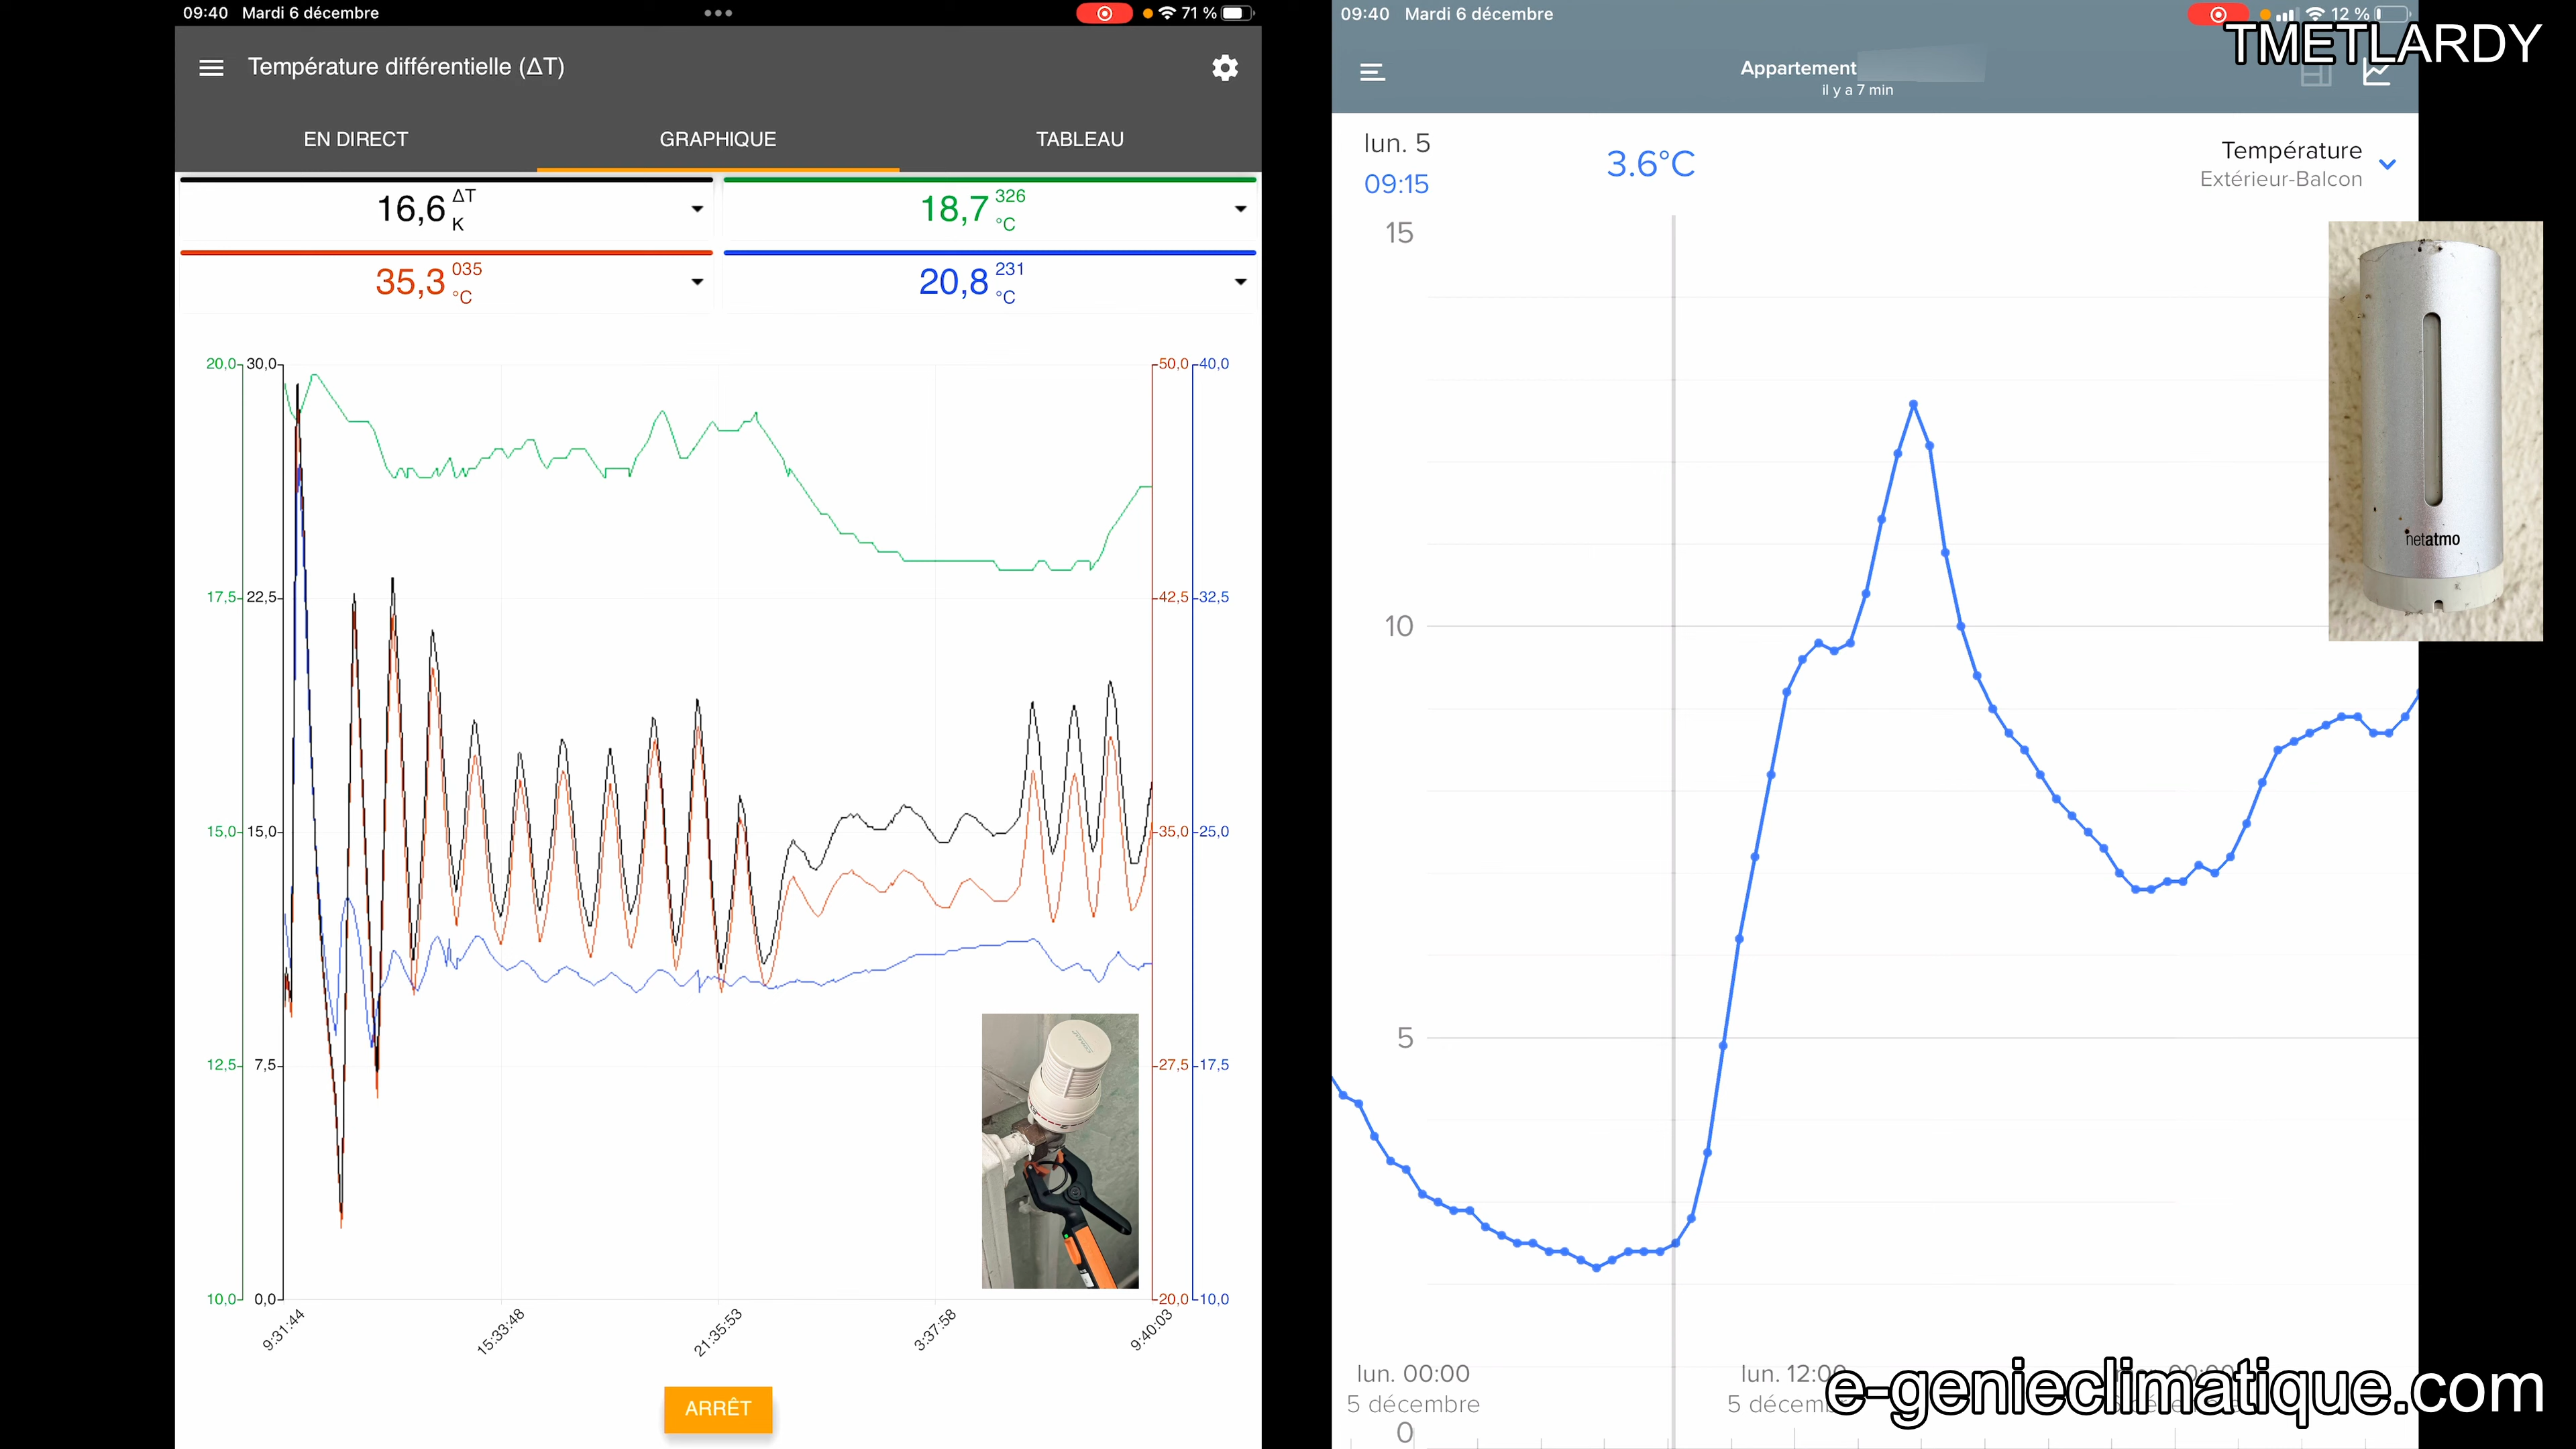 09:40 Mardi 6 décembre
71 %
Température différentielle (ΔT)
EN DIRECT
GRAPHIQUE
TABLEAU
16,6 ΔT K
18,7 326 °C
35,3 035 °C
20,8 231 °C
20,0 30,0 50,0 40,0
17,5 22,5 42,5 32,5
15,0 15,0 35,0 25,0
12,5 7,5 27,5 17,5
10,0 0,0 20,0 10,0
9:31:44 15:33:48 21:35:53 3:37:58 9:40:03
ARRÊT
09:40 Mardi 6 décembre
12 %
TMETLARDY
Appartement
il y a 7 min
lun. 5
09:15
3.6°C
Température
Extérieur-Balcon
15
10
5
0
netatmo
lun. 00:00
5 décembre
lun. 12:00
5 décem
e-genieclimatique.com